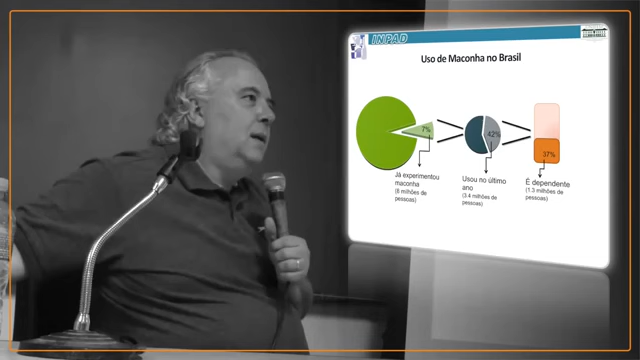 INPAD
Uso de Maconha no Brasil
7%
42%
37%
Já experimentou
maconha
(8 milhões de
pessoas)
Usou no último
ano
(3.4 milhões de
pessoas)
É dependente
(1.3 milhões de
pessoas)